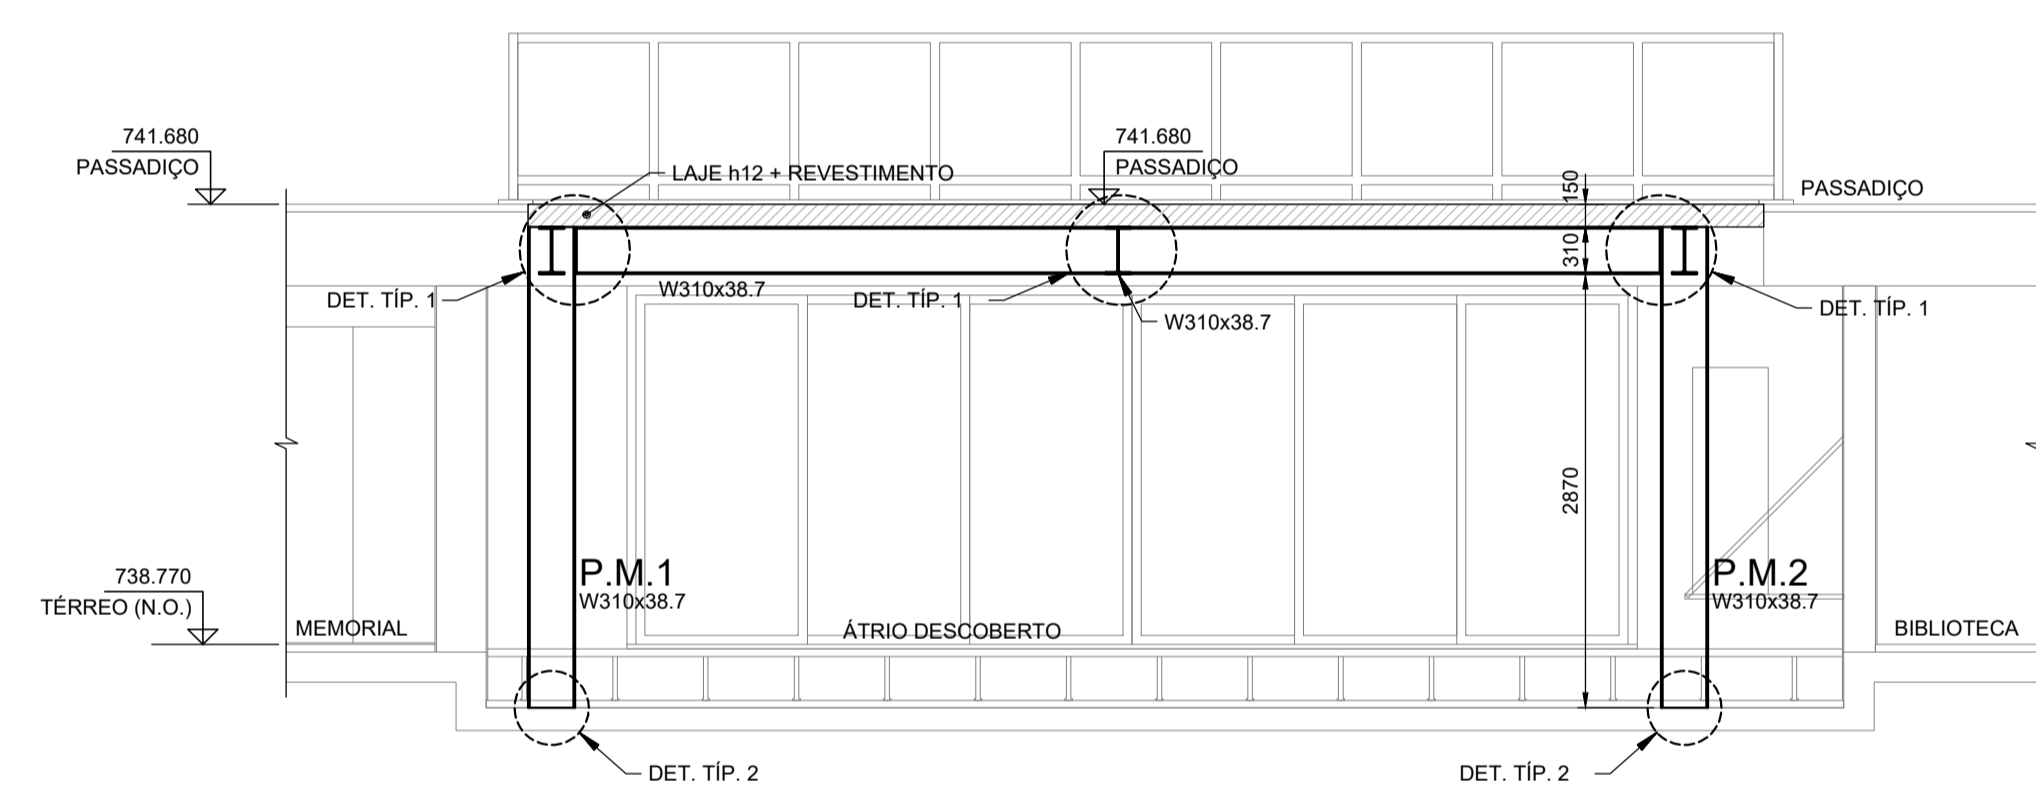 741.680
PASSADIÇO
741.680
PASSADIÇO
LAJE h12 + REVESTIMENTO
150
PASSADIÇO
310
DET. TÍP. 1
W310x38.7
DET. TÍP. 1
W310x38.7
DET. TÍP. 1
2870
738.770
TÉRREO (N.O.)
MEMORIAL
P.M.1
W310x38.7
ÁTRIO DESCOBERTO
P.M.2
W310x38.7
BIBLIOTECA
DET. TÍP. 2
DET. TÍP. 2